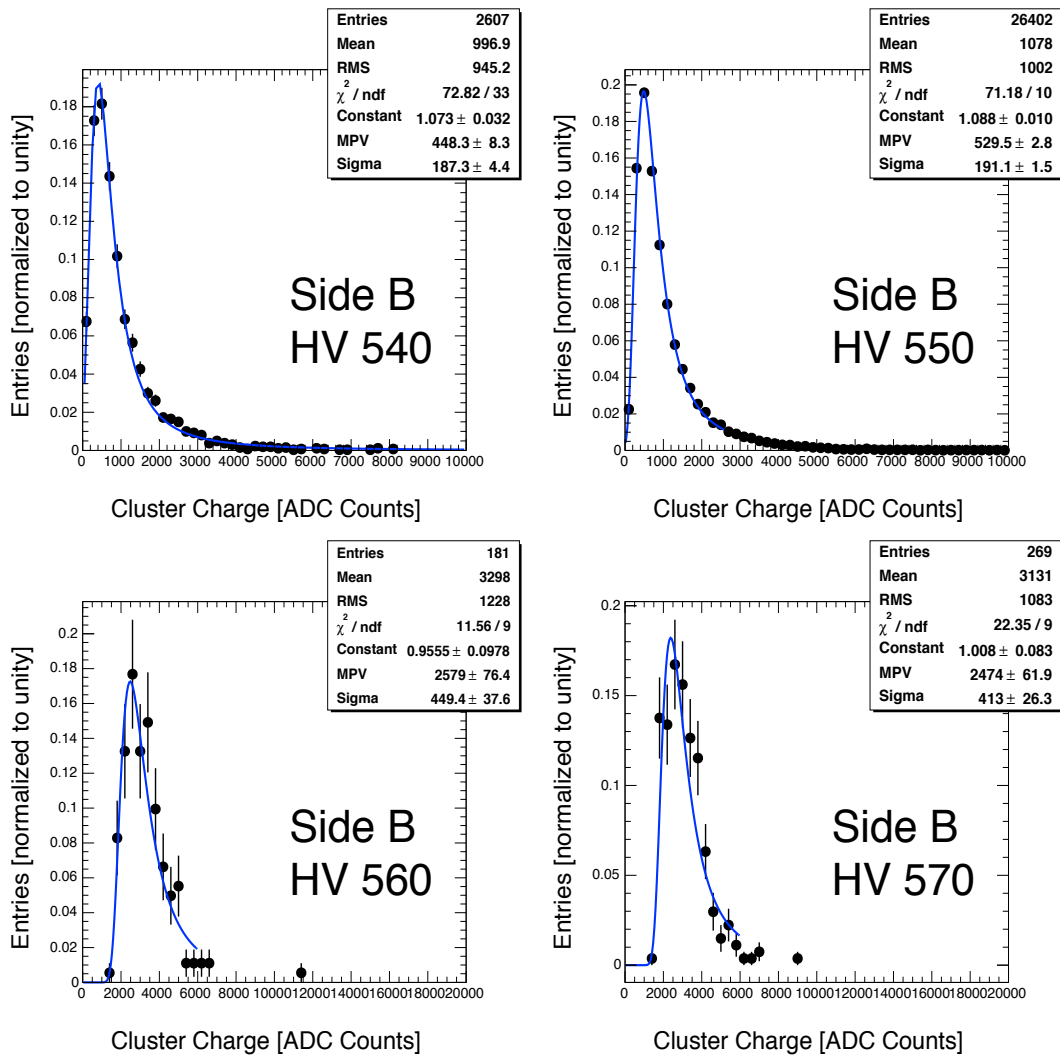 Entries 2607
Mean 996.9
RMS 945.2
χ² / ndf 72.82 / 33
Constant 1.073 ± 0.032
MPV 448.3 ± 8.3
Sigma 187.3 ± 4.4
0.18
0.16
0.14
0.12
0.1
0.08
0.06
0.04
0.02
0
Entries [normalized to unity]
Side B
HV 540
0 1000 2000 3000 4000 5000 6000 7000 8000 9000 10000
Cluster Charge [ADC Counts]
Entries 26402
Mean 1078
RMS 1002
χ² / ndf 71.18 / 10
Constant 1.088 ± 0.010
MPV 529.5 ± 2.8
Sigma 191.1 ± 1.5
0.2
0.18
0.16
0.14
0.12
0.1
0.08
0.06
0.04
0.02
0
Entries [normalized to unity]
Side B
HV 550
0 1000 2000 3000 4000 5000 6000 7000 8000 9000 10000
Cluster Charge [ADC Counts]
Entries 181
Mean 3298
RMS 1228
χ² / ndf 11.56 / 9
Constant 0.9555 ± 0.0978
MPV 2579 ± 76.4
Sigma 449.4 ± 37.6
0.2
0.18
0.16
0.14
0.12
0.1
0.08
0.06
0.04
0.02
0
Entries [normalized to unity]
Side B
HV 560
0 2000 4000 6000 8000 10000 12000 14000 16000 18000 20000
Cluster Charge [ADC Counts]
Entries 269
Mean 3131
RMS 1083
χ² / ndf 22.35 / 9
Constant 1.008 ± 0.083
MPV 2474 ± 61.9
Sigma 413 ± 26.3
0.2
0.15
0.1
0.05
0
Entries [normalized to unity]
Side B
HV 570
0 2000 4000 6000 8000 10000 12000 14000 16000 18000 20000
Cluster Charge [ADC Counts]